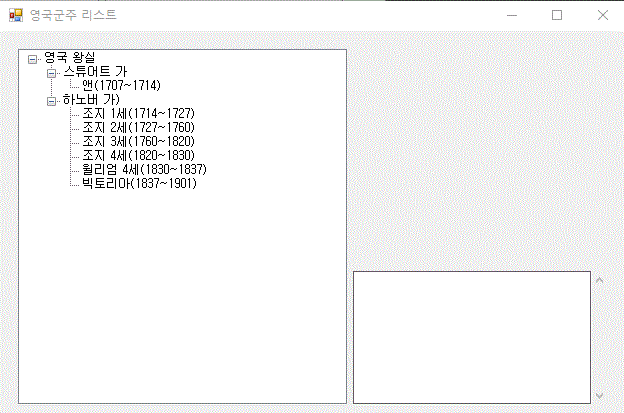 영국군주 리스트
영국 왕실
스튜어트 가
앤(1707~1714)
하노버 가)
조지 1세(1714~1727)
조지 2세(1727~1760)
조지 3세(1760~1820)
조지 4세(1820~1830)
윌리엄 4세(1830~1837)
빅토리아(1837~1901)